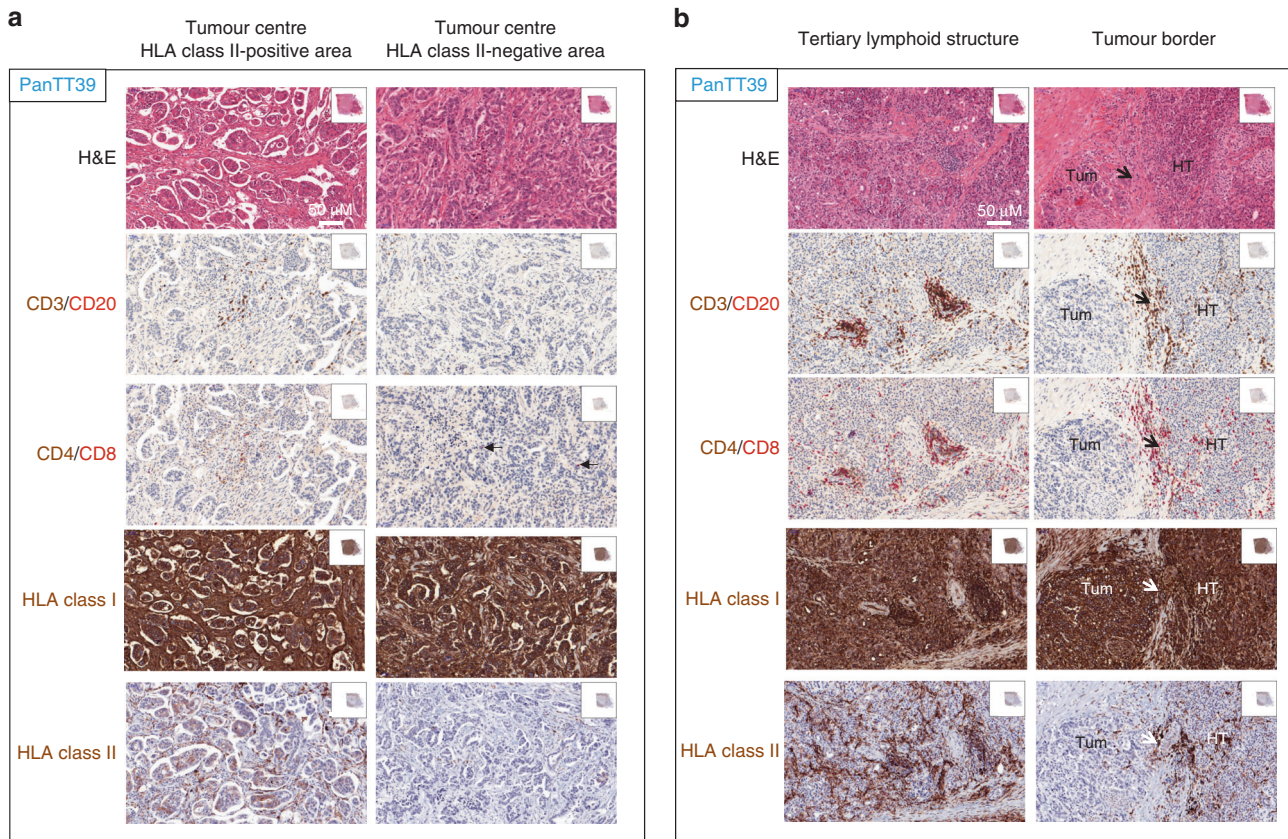 a
Tumour centre
HLA class II-positive area
Tumour centre
HLA class II-negative area
PanTT39
H&E
50 µM
CD3/CD20
CD4/CD8
HLA class I
HLA class II
b
Tertiary lymphoid structure
Tumour border
PanTT39
H&E
50 µM
Tum
HT
CD3/CD20
Tum
HT
CD4/CD8
Tum
HT
HLA class I
Tum
HT
HLA class II
Tum
HT